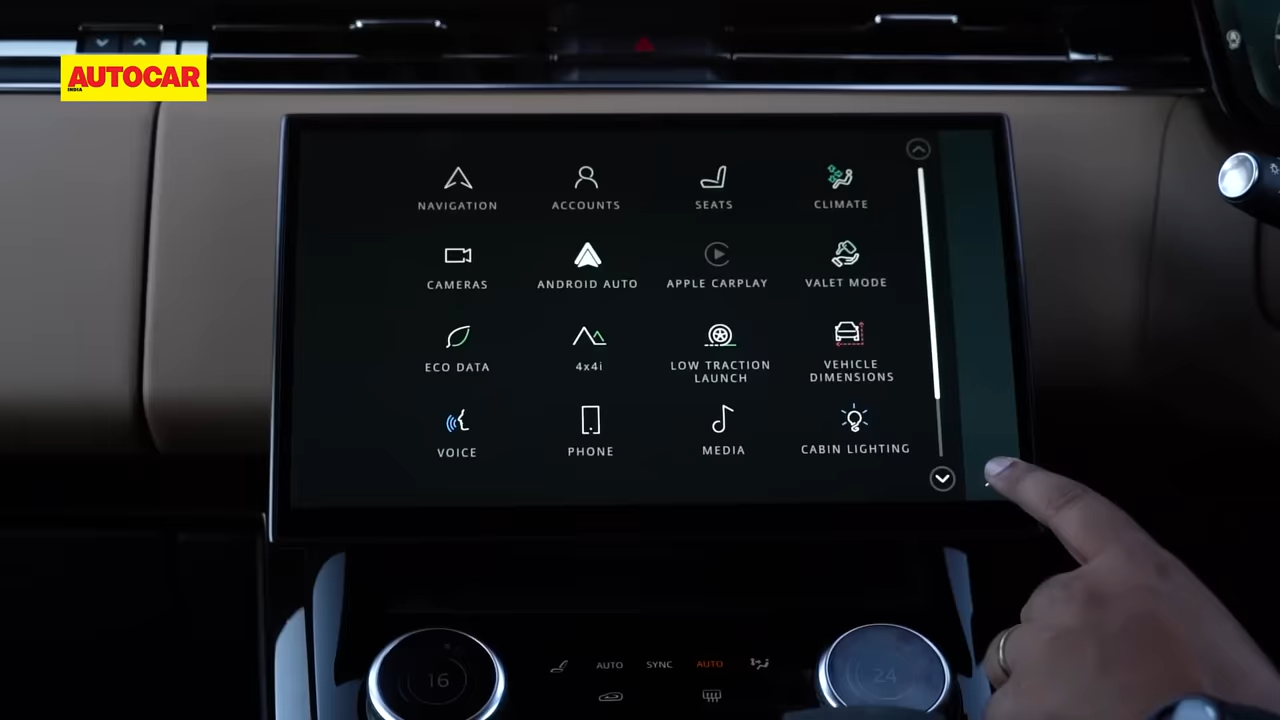 AUTOCAR
INDIA
NAVIGATION
ACCOUNTS
SEATS
CLIMATE
CAMERAS
ANDROID AUTO
APPLE CARPLAY
VALET MODE
ECO DATA
4x4i
LOW TRACTION
LAUNCH
VEHICLE
DIMENSIONS
VOICE
PHONE
MEDIA
CABIN LIGHTING
16
AUTO
SYNC
AUTO
24